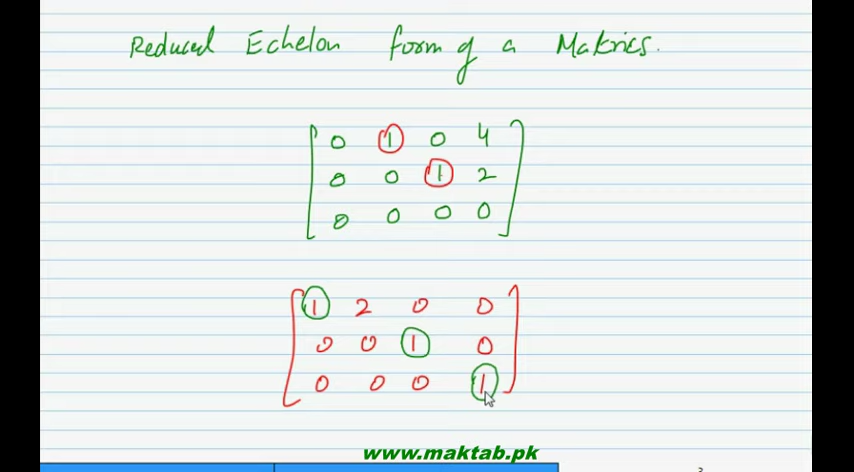 Reduced Echelon form of a Matrics.
0 1 0 4
0 0 1 2
0 0 0 0
1 2 0 0
0 0 1 0
0 0 0 1
www.maktab.pk